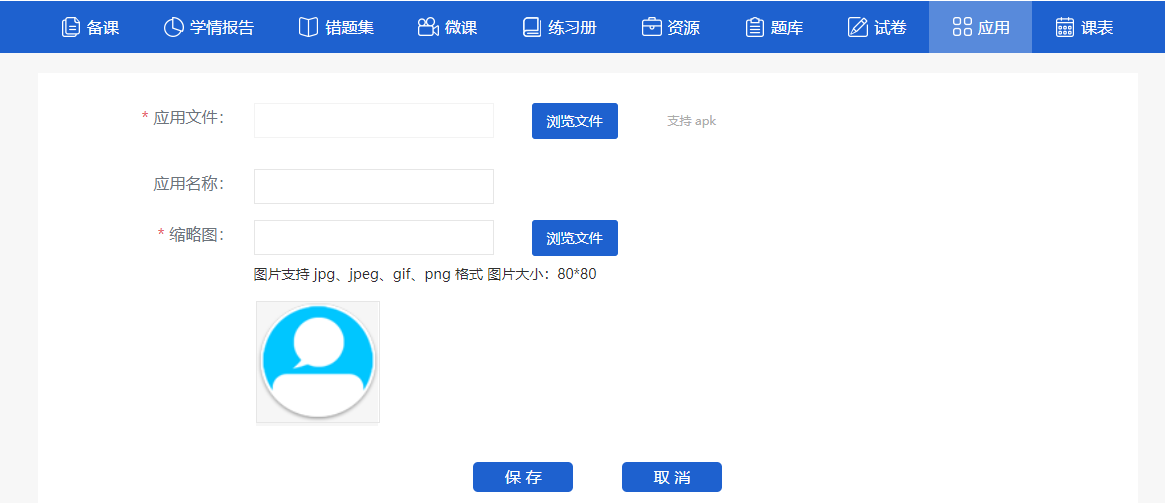 备课 学情报告 错题集 微课 练习册 资源 题库 试卷 应用 课表
* 应用文件： 浏览文件 支持 apk
应用名称：
* 缩略图： 浏览文件
图片支持 jpg、jpeg、gif、png 格式 图片大小：80*80
保 存 取 消